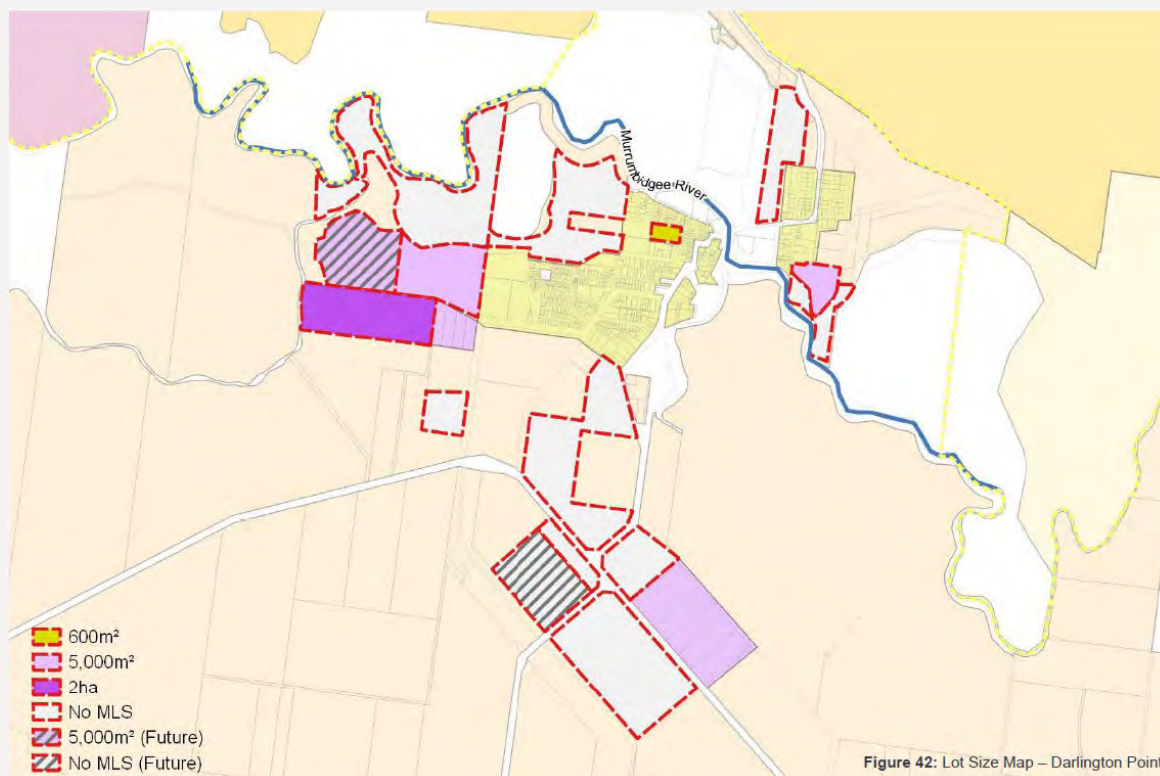 Murrumbidgee River
600m²
5,000m²
2ha
No MLS
5,000m² (Future)
No MLS (Future)
Figure 42: Lot Size Map – Darlington Point